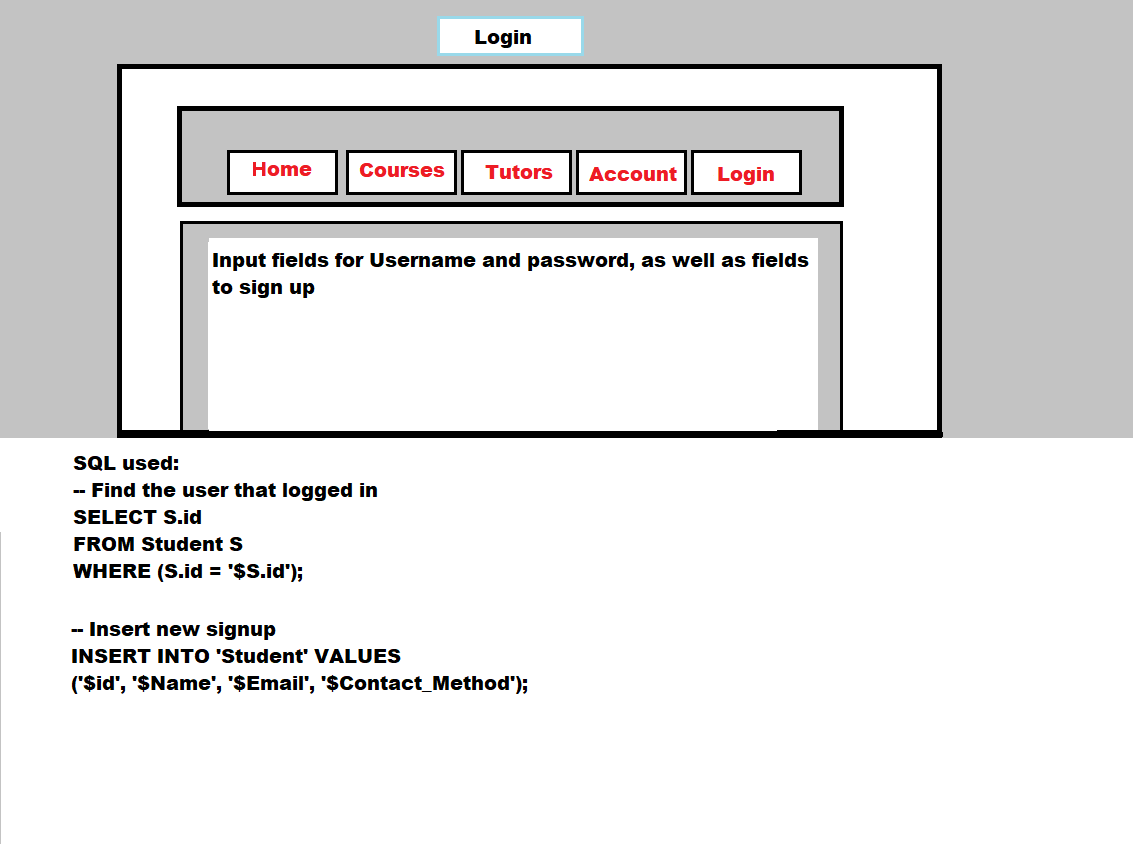 Login
Home Courses Tutors Account Login
Input fields for Username and password, as well as fields
to sign up
SQL used:
-- Find the user that logged in
SELECT S.id
FROM Student S
WHERE (S.id = '$S.id');
-- Insert new signup
INSERT INTO 'Student' VALUES
('$id', '$Name', '$Email', '$Contact_Method');